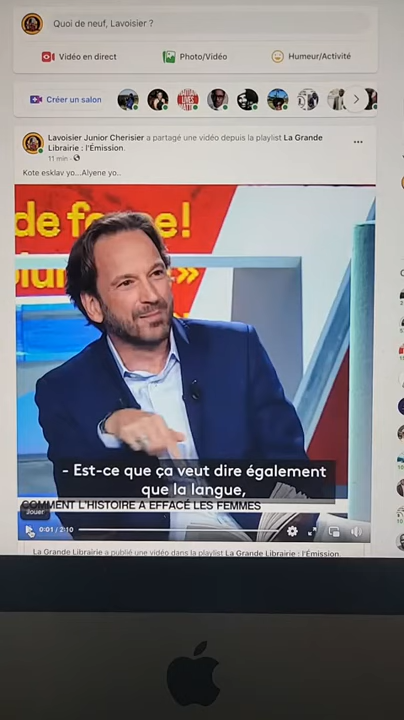 Quoi de neuf, Lavoisier ?
Vidéo en direct
Photo/Vidéo
Humeur/Activité
Créer un salon
Lavoisier Junior Cherisier a partagé une vidéo depuis la playlist La Grande
Librairie : l'Émission.
11 min
Kote esklav yo...Alyene yo..
- Est-ce que ça veut dire également
que la langue,
COMMENT L'HISTOIRE A EFFACÉ LES FEMMES
Jouer
0:01 / 2:10
La Grande Librairie a publié une vidéo dans la playlist La Grande Librairie : l'Émission.